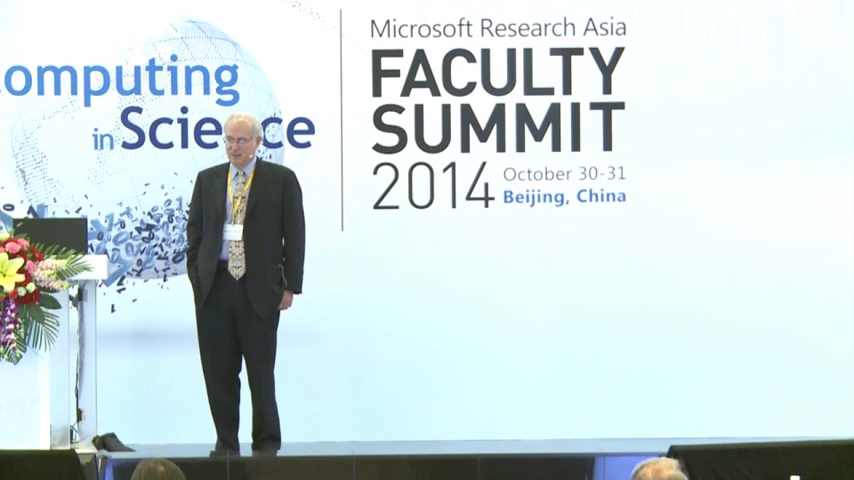 omputing
in Science
Microsoft Research Asia
FACULTY
SUMMIT
2014
October 30-31
Beijing, China